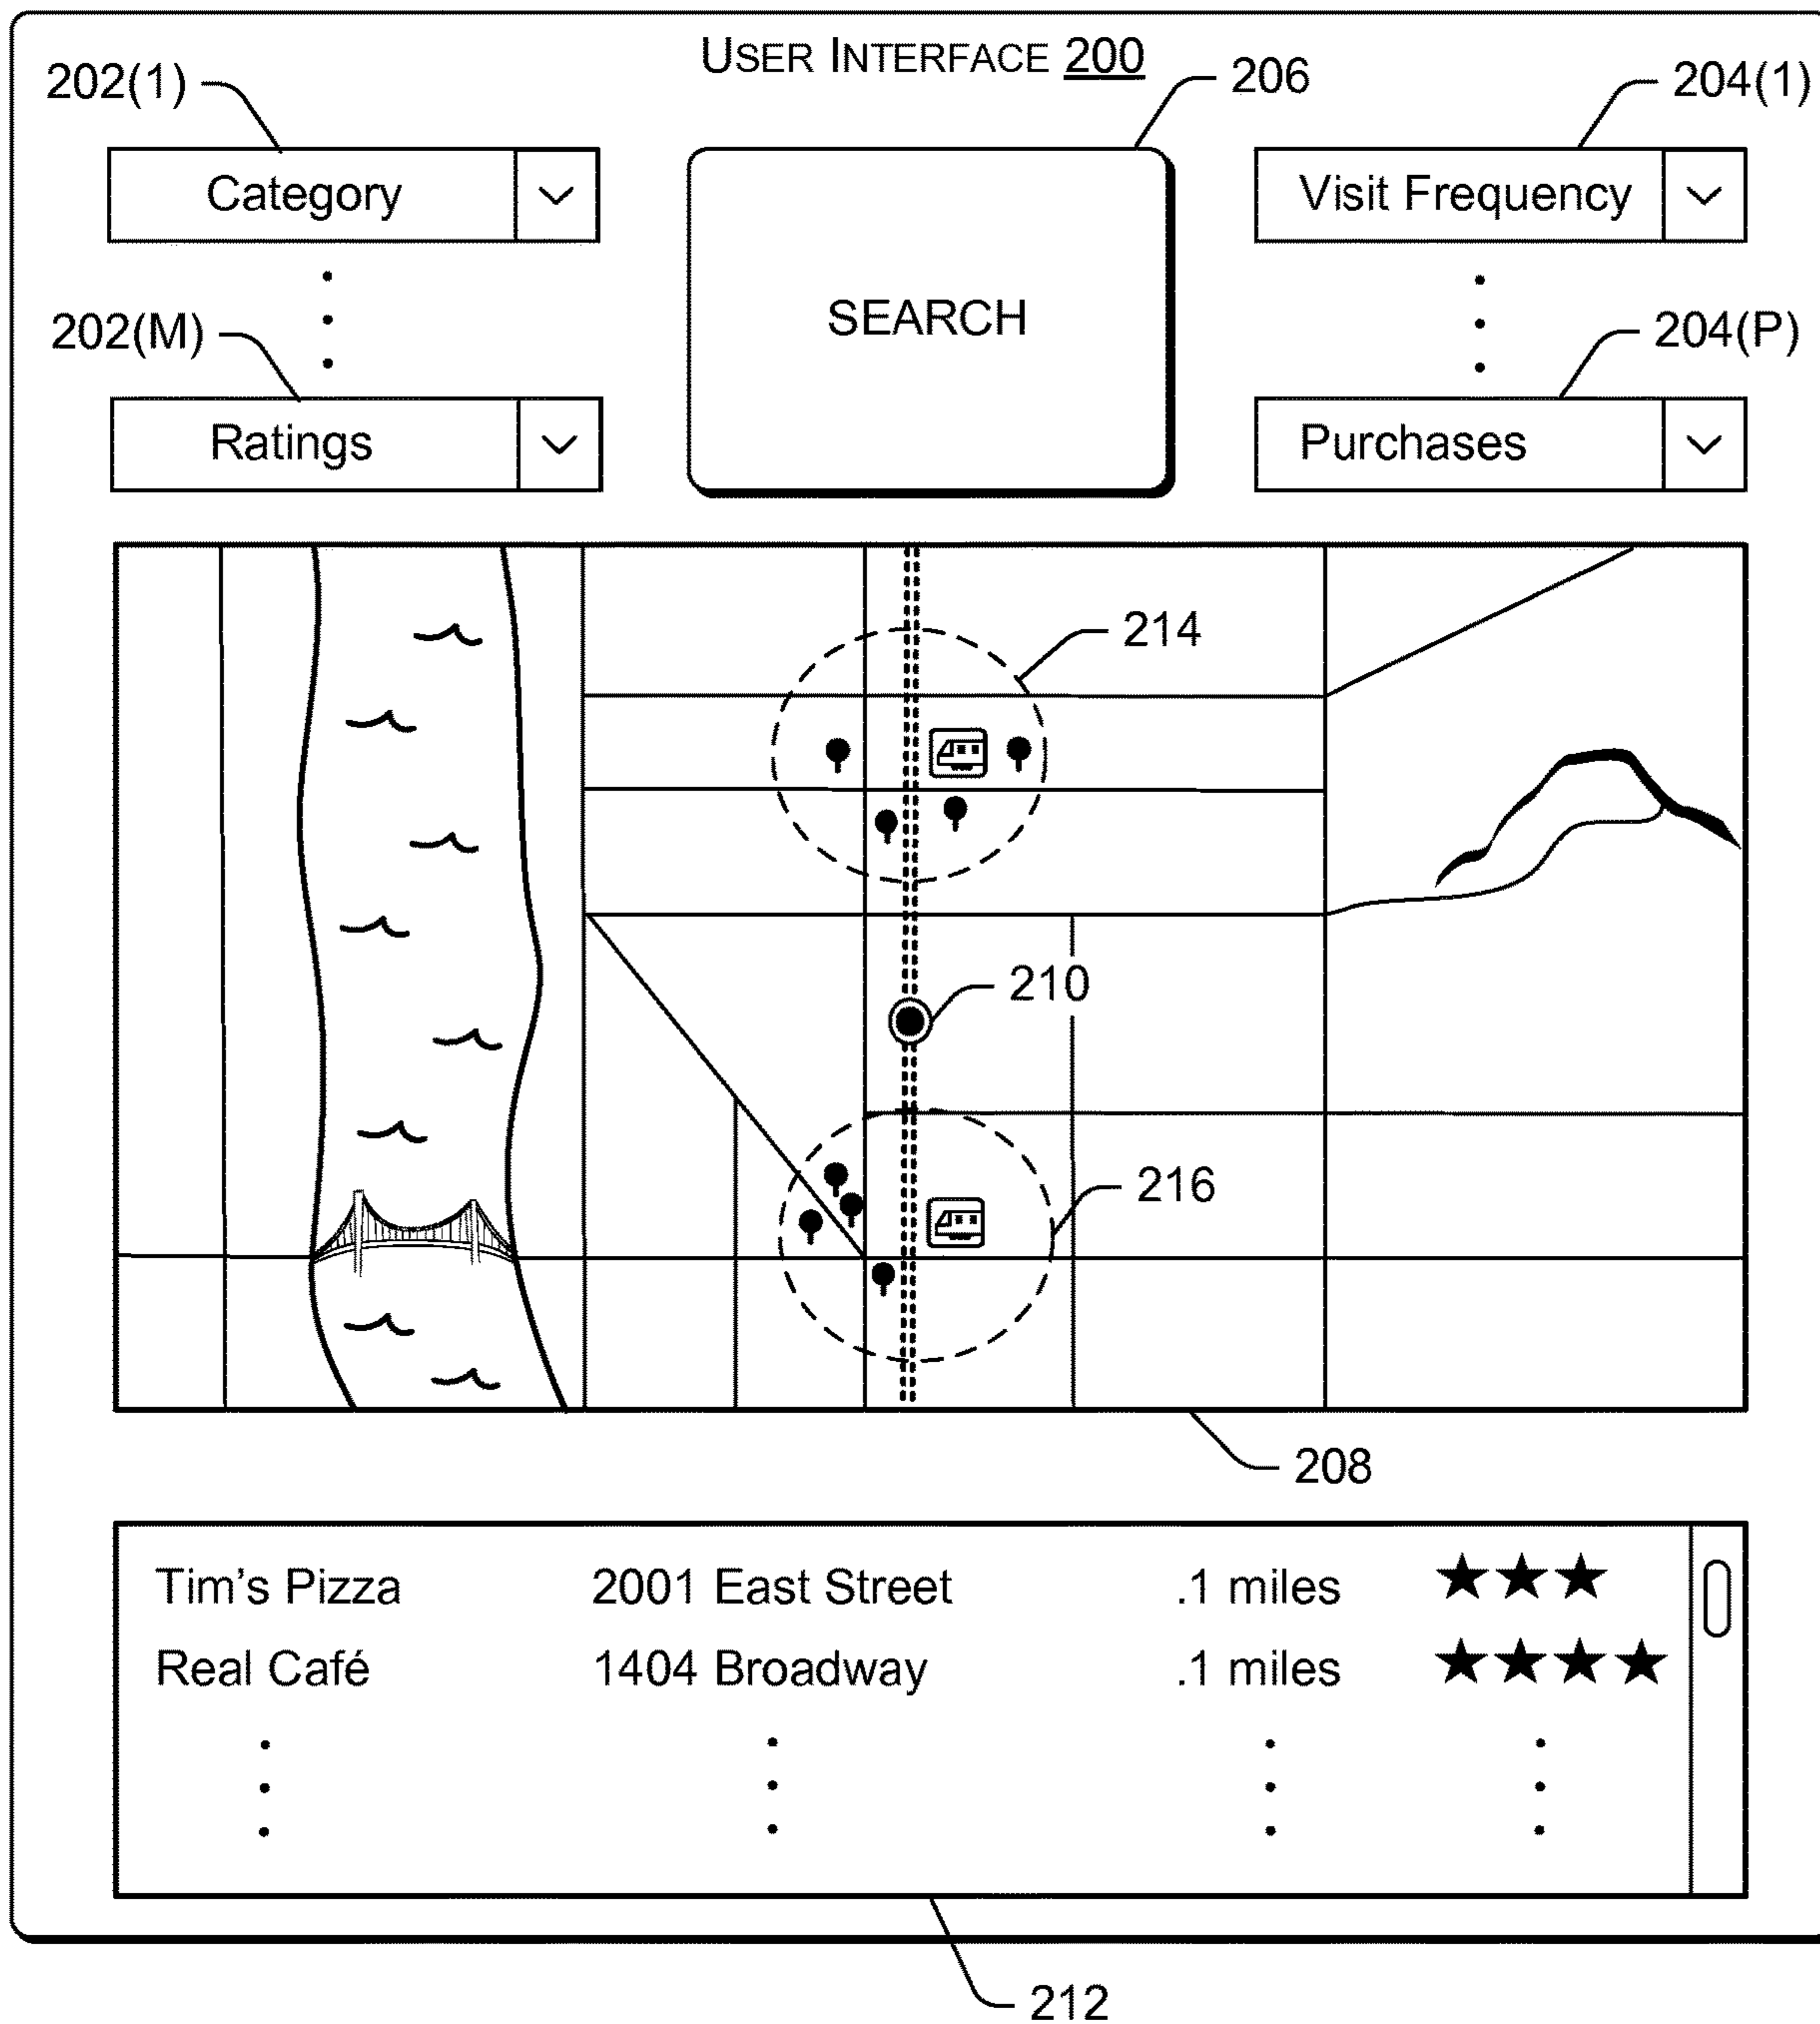 USER INTERFACE 200
202(1)
206
204(1)
Category
Visit Frequency
SEARCH
202(M)
204(P)
Ratings
Purchases
214
210
216
208
Tim's Pizza 2001 East Street .1 miles ★★★
Real Café 1404 Broadway .1 miles ★★★★
212